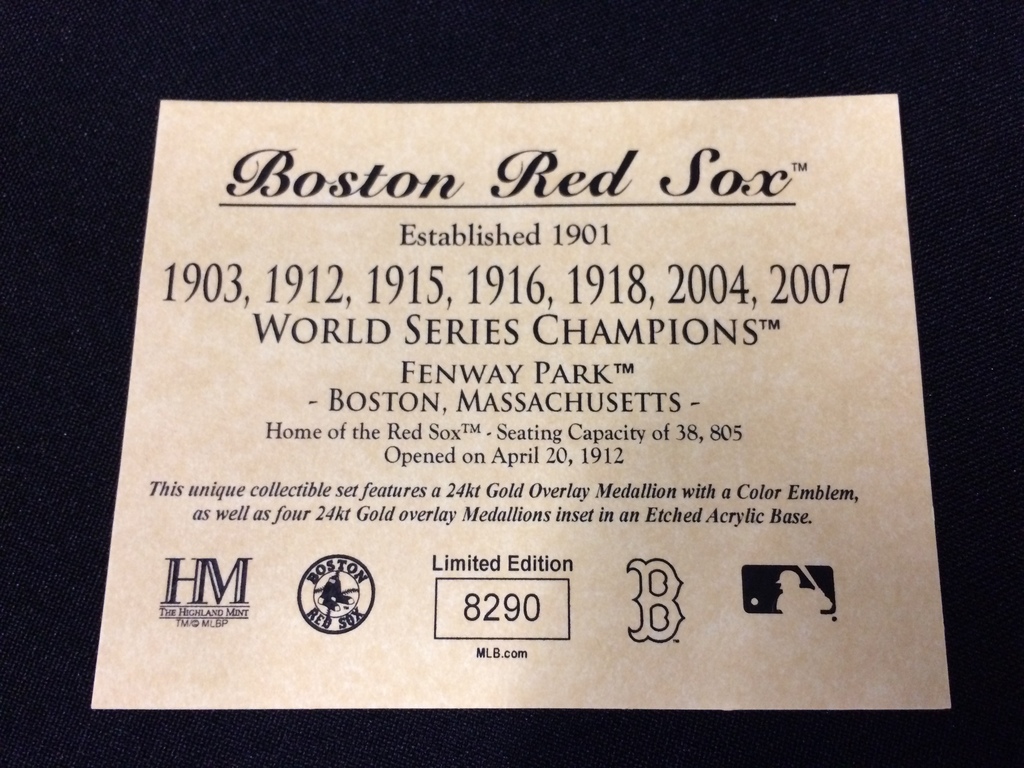 Boston Red Sox™
Established 1901
1903, 1912, 1915, 1916, 1918, 2004, 2007
WORLD SERIES CHAMPIONS™
FENWAY PARK™
- BOSTON, MASSACHUSETTS -
Home of the Red Sox™ - Seating Capacity of 38, 805
Opened on April 20, 1912
This unique collectible set features a 24kt Gold Overlay Medallion with a Color Emblem,
as well as four 24kt Gold overlay Medallions inset in an Etched Acrylic Base.
HM
THE HIGHLAND MINT
TM/© MLBP
BOSTON
RED SOX
Limited Edition
8290
MLB.com
B